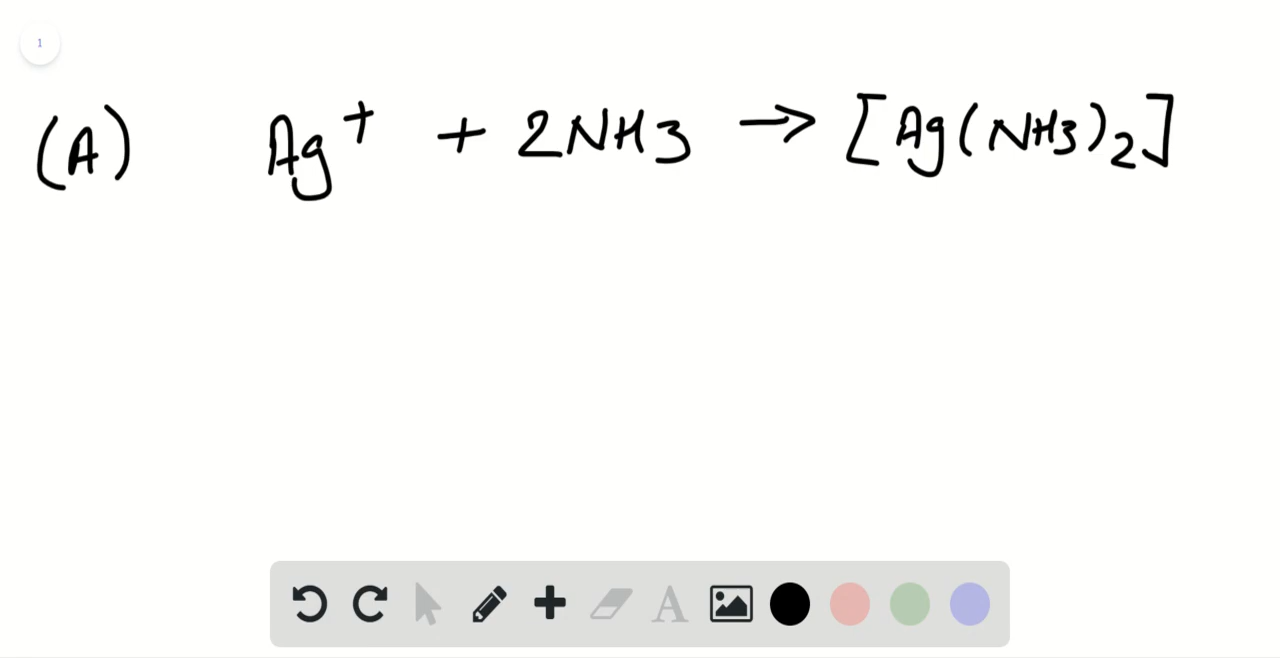 1
(A) Ag⁺ + 2NH3 → [Ag(NH3)₂]
A